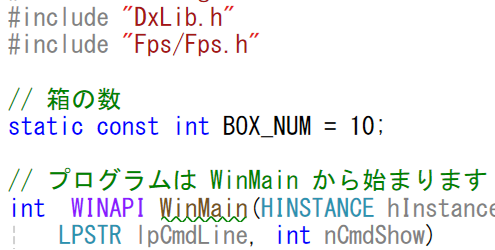 #include "DxLib.h"
#include "Fps/Fps.h"
// 箱の数
static const int BOX_NUM = 10;
// プログラムは WinMain から始まります
int WINAPI WinMain(HINSTANCE hInstance
LPSTR lpCmdLine, int nCmdShow)